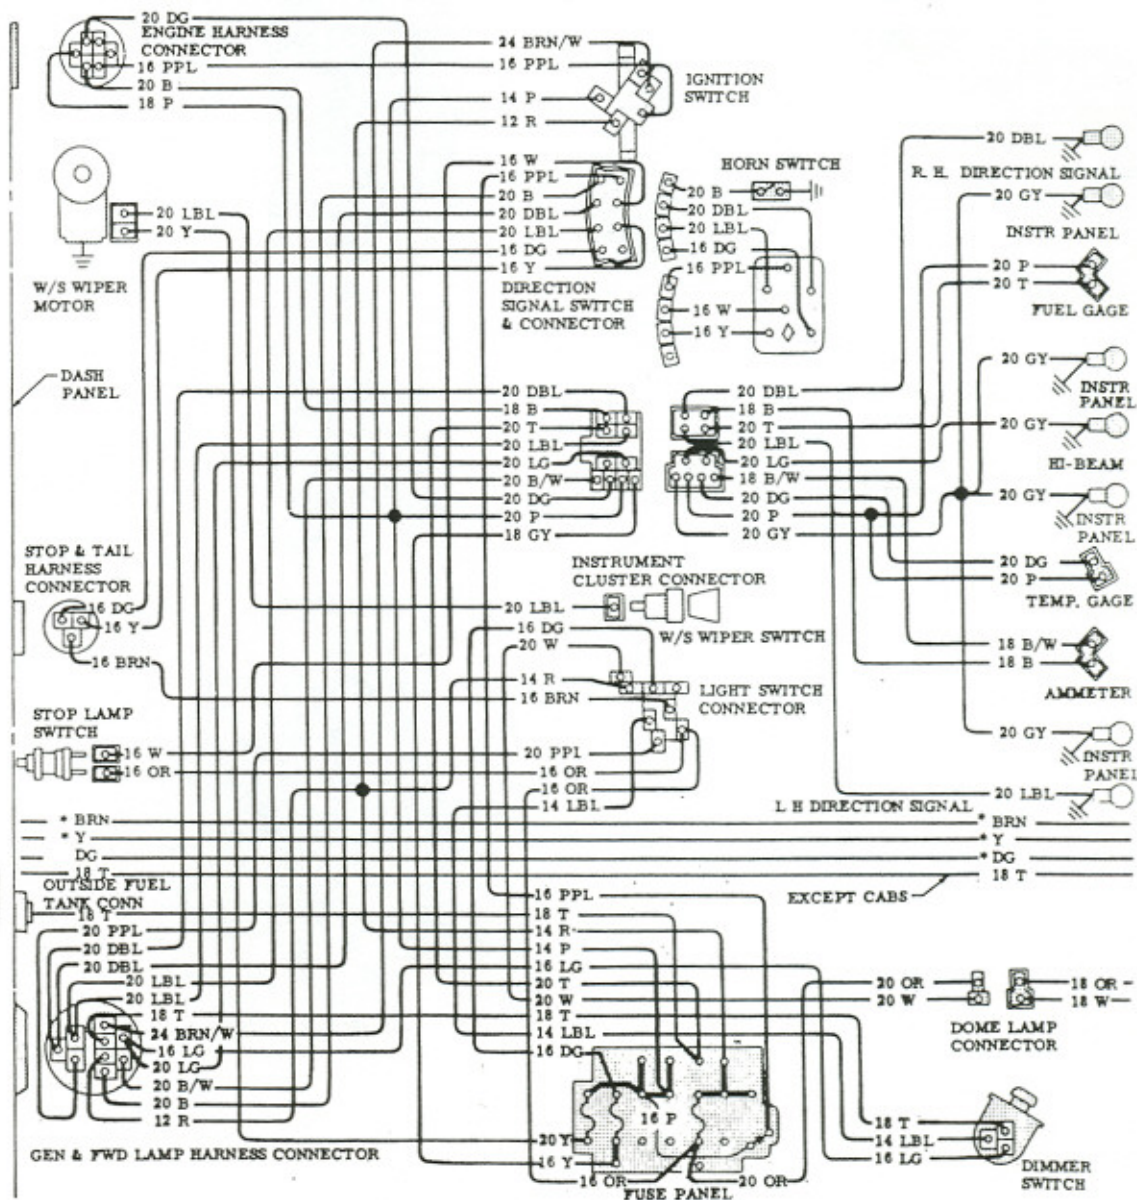 20 DG
ENGINE HARNESS
CONNECTOR
16 PPL
20 B
18 P
24 BRN/W
16 PPL
14 P
12 R
IGNITION
SWITCH
20 LBL
20 Y
W/S WIPER
MOTOR
16 W
16 PPL
20 B
20 DBL
20 LBL
16 DG
16 Y
DIRECTION
SIGNAL SWITCH
& CONNECTOR
HORN SWITCH
20 B
20 DBL
20 LBL
16 DG
16 PPL
16 W
16 Y
20 DBL
R. H. DIRECTION SIGNAL
20 GY
INSTR PANEL
20 P
20 T
FUEL GAGE
20 GY
INSTR
PANEL
20 GY
HI-BEAM
20 GY
INSTR
PANEL
20 DG
20 P
TEMP. GAGE
18 B/W
18 B
AMMETER
20 GY
INSTR
PANEL
20 LBL
L H DIRECTION SIGNAL
DASH
PANEL
20 DBL
18 B
20 T
20 LBL
20 LG
20 B/W
20 DG
20 P
18 GY
20 DBL
18 B
20 T
20 LBL
20 LG
18 B/W
20 DG
20 P
20 GY
INSTRUMENT
CLUSTER CONNECTOR
STOP & TAIL
HARNESS
CONNECTOR
16 DG
16 Y
16 BRN
20 LBL
W/S WIPER SWITCH
16 DG
20 W
14 R
16 BRN
LIGHT SWITCH
CONNECTOR
20 PPL
16 OR
16 OR
14 LBL
STOP LAMP
SWITCH
16 W
16 OR
* BRN
* Y
DG
18 T
* BRN
* Y
* DG
18 T
EXCEPT CABS
OUTSIDE FUEL
TANK CONN
18 T
20 PPL
20 DBL
20 DBL
20 LBL
20 LBL
18 T
24 BRN/W
16 LG
20 LG
20 B/W
20 B
12 R
GEN & FWD LAMP HARNESS CONNECTOR
16 PPL
18 T
14 R
14 P
16 LG
20 T
20 W
18 T
14 LBL
16 DG
16 P
20 Y
16 Y
16 OR
20 OR
FUSE PANEL
20 OR
20 W
18 OR
18 W
DOME LAMP
CONNECTOR
18 T
14 LBL
16 LG
DIMMER
SWITCH